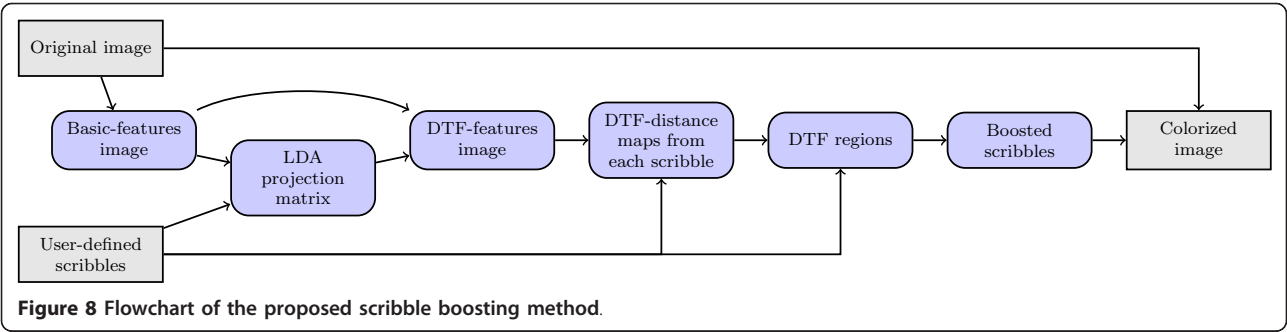 Original image
Basic-features
image
LDA
projection
matrix
User-defined
scribbles
DTF-features
image
DTF-distance
maps from
each scribble
DTF regions
Boosted
scribbles
Colorized
image
Figure 8 Flowchart of the proposed scribble boosting method.